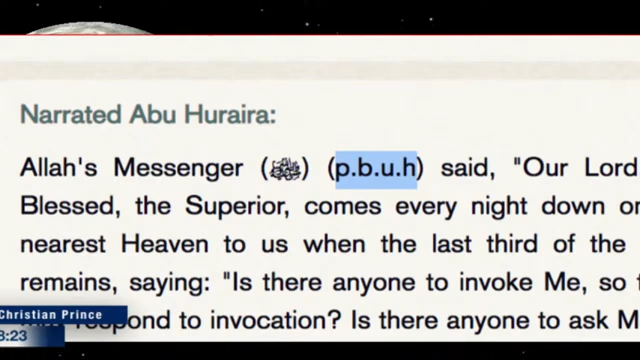 Narrated Abu Huraira:
Allah's Messenger (ﷺ) (p.b.u.h) said, "Our Lord,
Blessed, the Superior, comes every night down on
nearest Heaven to us when the last third of the
remains, saying: "Is there anyone to invoke Me, so
respond to invocation? Is there anyone to ask
Christian Prince
8:23